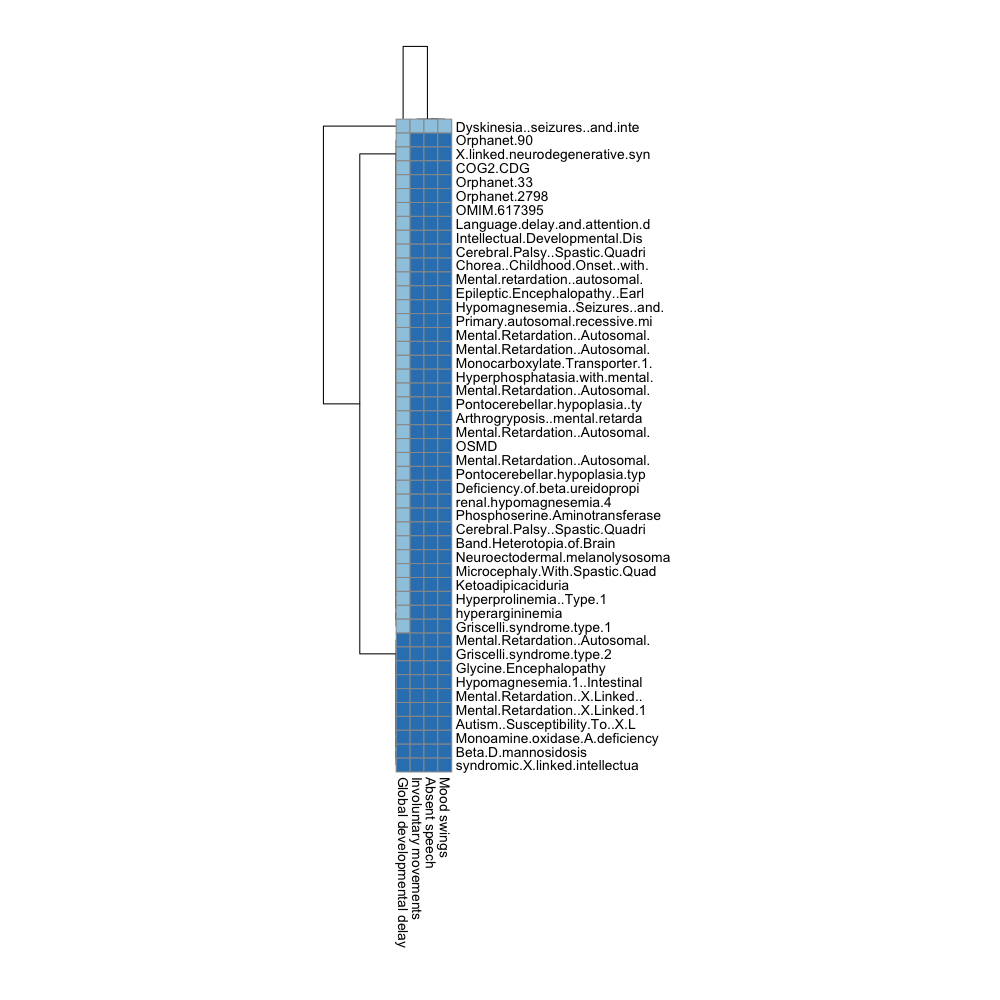 Dyskinesia..seizures..and.inte
Orphanet.90
X.linked.neurodegenerative.syn
COG2.CDG
Orphanet.33
Orphanet.2798
OMIM.617395
Language.delay.and.attention.d
Intellectual.Developmental.Dis
Cerebral.Palsy..Spastic.Quadri
Chorea..Childhood.Onset..with.
Mental.retardation..autosomal.
Epileptic.Encephalopathy..Earl
Hypomagnesemia..Seizures..and.
Primary.autosomal.recessive.mi
Mental.Retardation..Autosomal.
Mental.Retardation..Autosomal.
Monocarboxylate.Transporter.1.
Hyperphosphatasia.with.mental.
Mental.Retardation..Autosomal.
Pontocerebellar.hypoplasia..ty
Arthrogryposis..mental.retarda
Mental.Retardation..Autosomal.
OSMD
Mental.Retardation..Autosomal.
Pontocerebellar.hypoplasia.typ
Deficiency.of.beta.ureidopropi
renal.hypomagnesemia.4
Phosphoserine.Aminotransferase
Cerebral.Palsy..Spastic.Quadri
Band.Heterotopia.of.Brain
Neuroectodermal.melanolysosoma
Microcephaly.With.Spastic.Quad
Ketoadipicaciduria
Hyperprolinemia..Type.1
hyperargininemia
Griscelli.syndrome.type.1
Mental.Retardation..Autosomal.
Griscelli.syndrome.type.2
Glycine.Encephalopathy
Hypomagnesemia.1..Intestinal
Mental.Retardation..X.Linked..
Mental.Retardation..X.Linked.1
Autism..Susceptibility.To..X.L
Monoamine.oxidase.A.deficiency
Beta.D.mannosidosis
syndromic.X.linked.intellectua
Global developmental delay
Involuntary movements
Absent speech
Mood swings